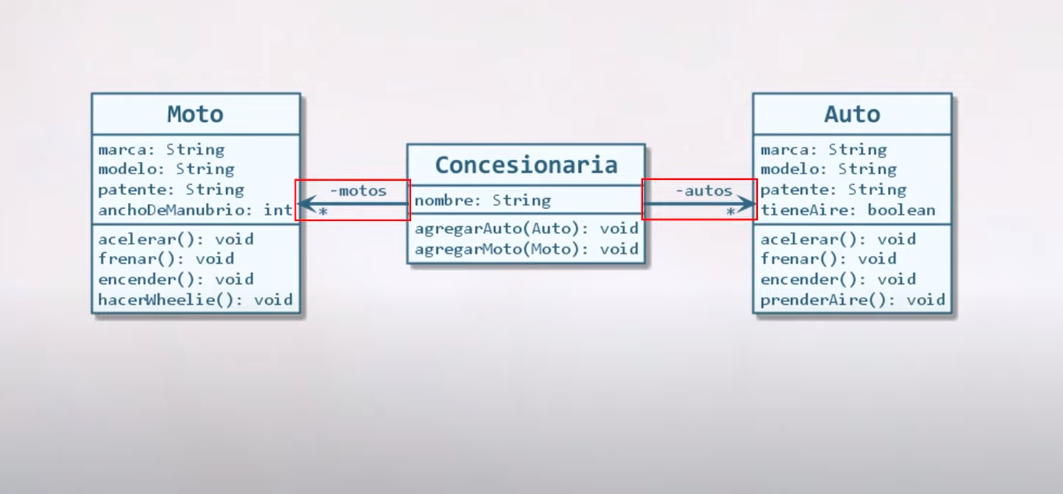 Moto
marca: String
modelo: String
patente: String
anchoDeManubrio: int
acelerar(): void
frenar(): void
encender(): void
hacerWheelie(): void
-motos
*
Concesionaria
nombre: String
agregarAuto(Auto): void
agregarMoto(Moto): void
-autos
*
Auto
marca: String
modelo: String
patente: String
tieneAire: boolean
acelerar(): void
frenar(): void
encender(): void
prenderAire(): void